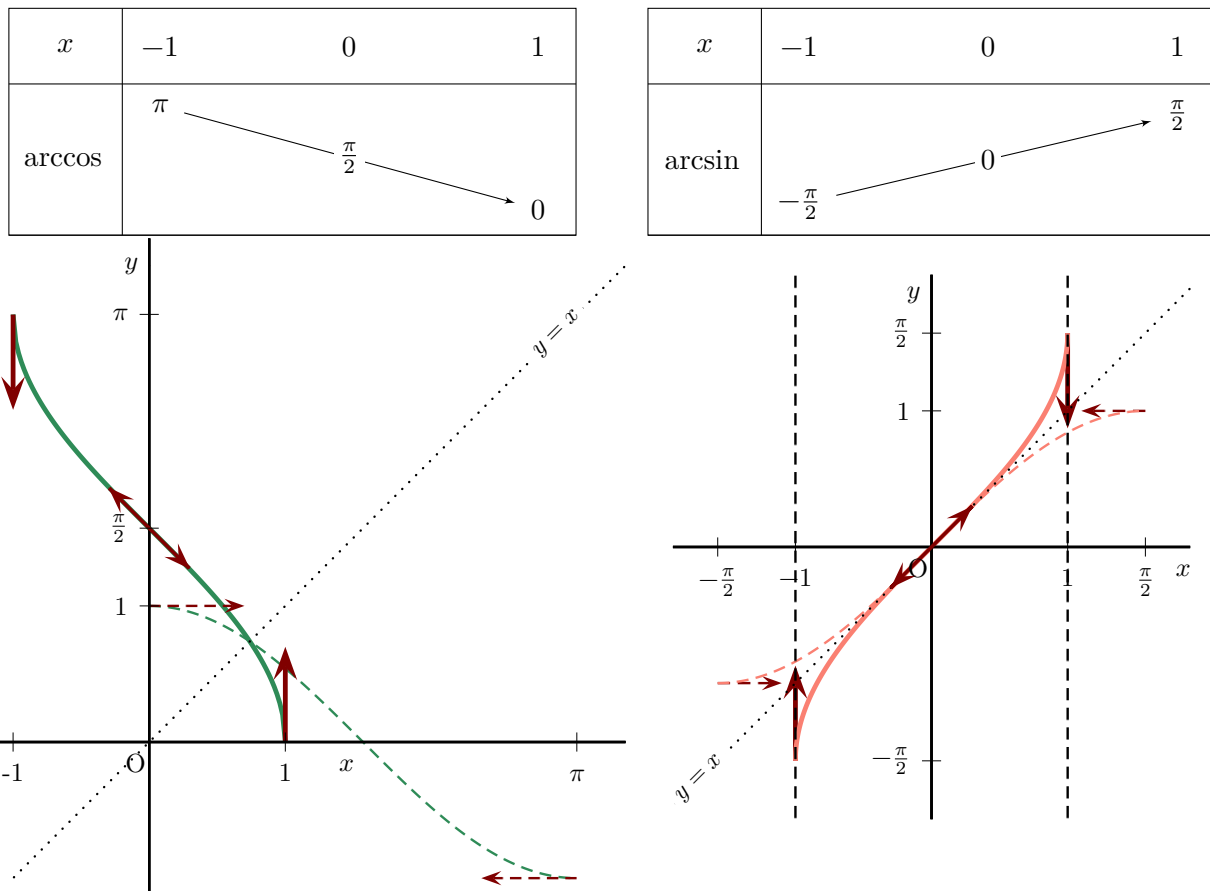 x −1 0 1
arccos π π/2 0
x −1 0 1
arcsin −π/2 0 π/2
y
π
y = x
π/2
1
-1 O 1 x π
y
π/2
1
−π/2 −1 O 1 π/2 x
y = x
−π/2